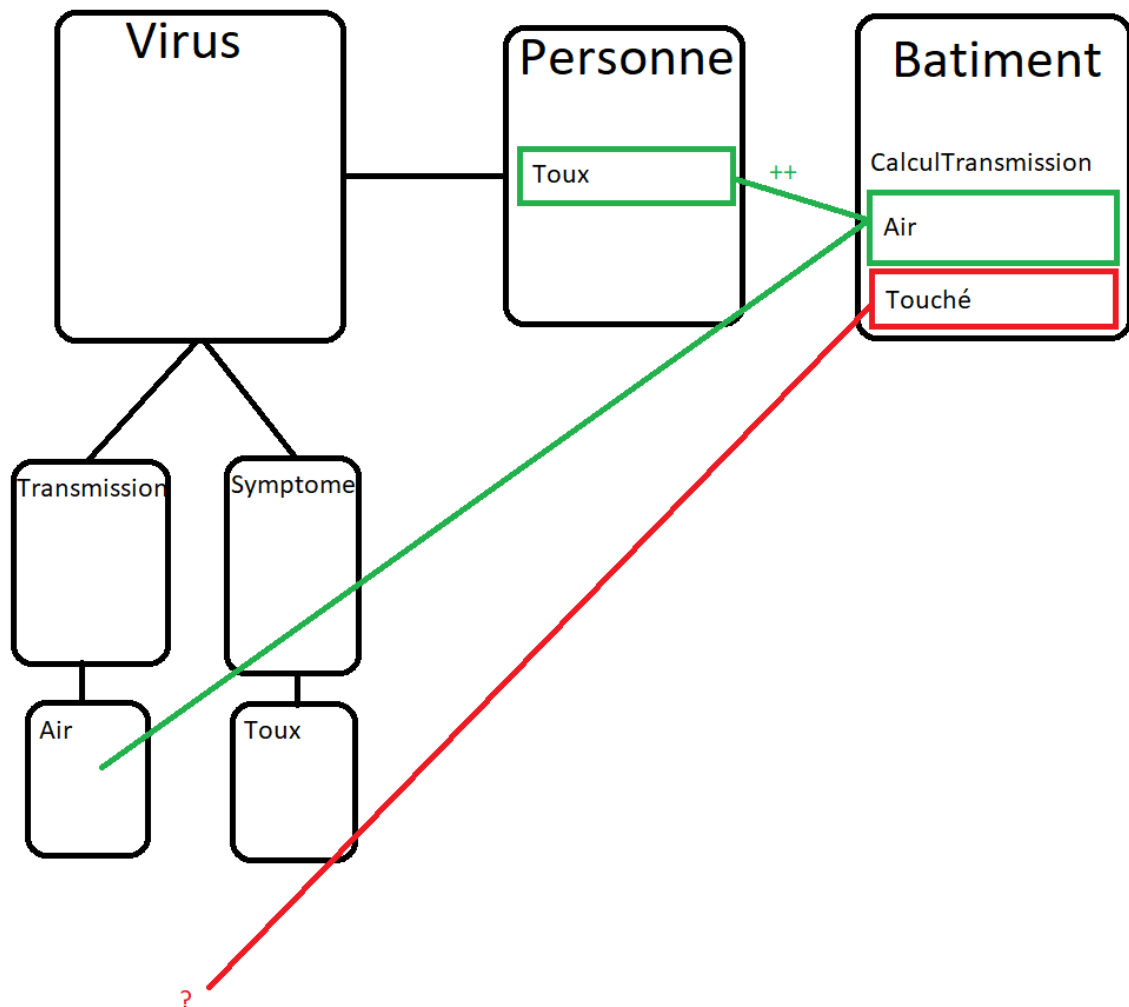 Virus
Personne
Batiment
Toux
++
CalculTransmission
Air
Touché
Transmission
Symptome
Air
Toux
?